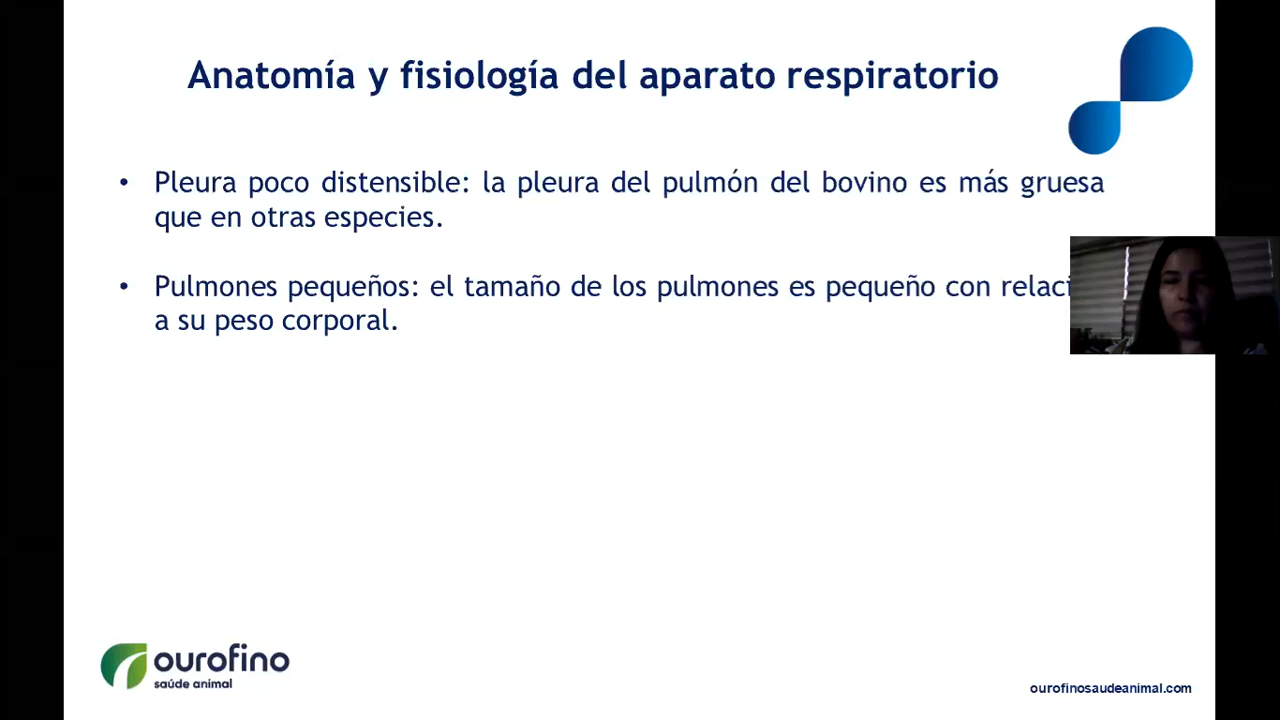 Anatomía y fisiología del aparato respiratorio
• Pleura poco distensible: la pleura del pulmón del bovino es más gruesa
que en otras especies.
• Pulmones pequeños: el tamaño de los pulmones es pequeño con relaci
a su peso corporal.
ourofino
saúde animal
ourofinosaudeanimal.com